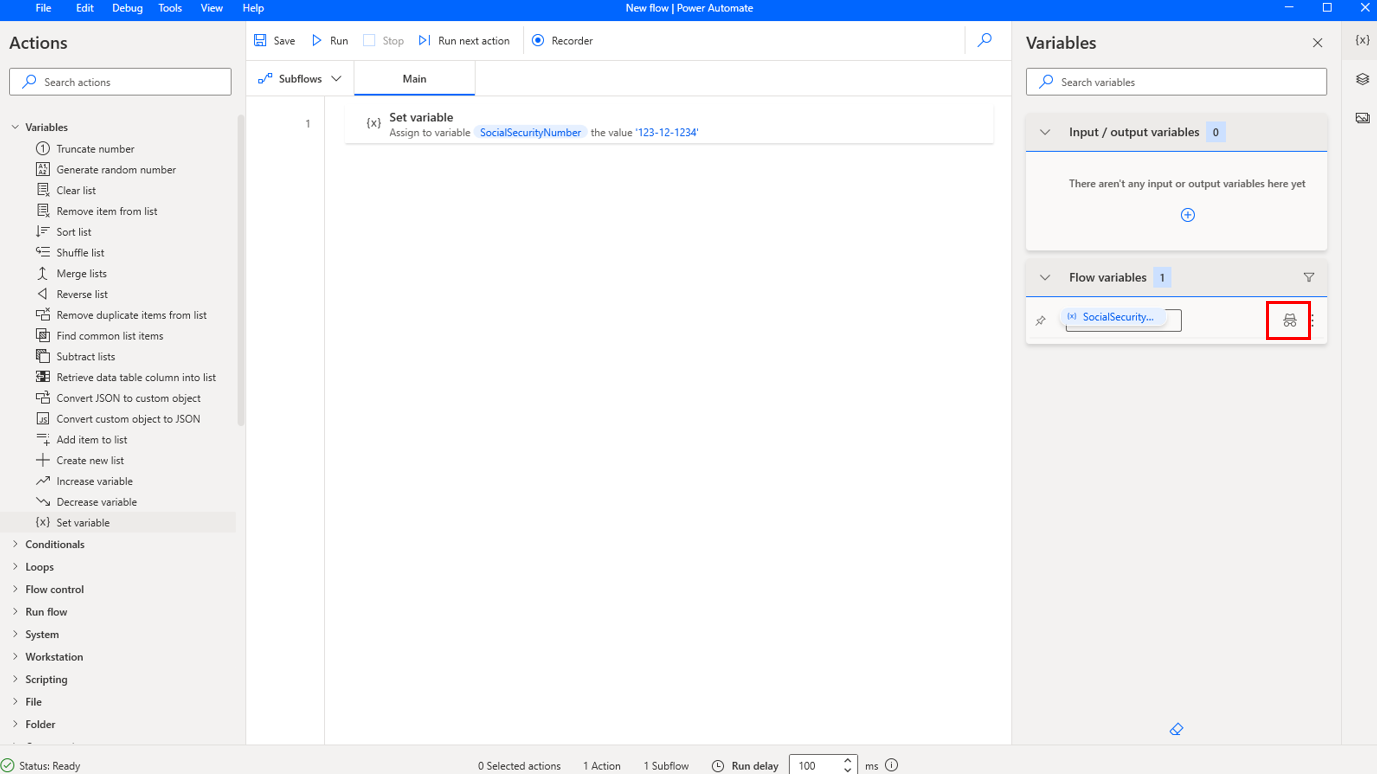 File Edit Debug Tools View Help New flow | Power Automate
Actions
Search actions
Variables
Truncate number
Generate random number
Clear list
Remove item from list
Sort list
Shuffle list
Merge lists
Reverse list
Remove duplicate items from list
Find common list items
Subtract lists
Retrieve data table column into list
Convert JSON to custom object
Convert custom object to JSON
Add item to list
Create new list
Increase variable
Decrease variable
{x} Set variable
Conditionals
Loops
Flow control
Run flow
System
Workstation
Scripting
File
Folder
Save Run Stop Run next action Recorder
Subflows Main
1
{x} Set variable
Assign to variable SocialSecurityNumber the value '123-12-1234'
Variables
{x}
Search variables
Input / output variables 0
There aren't any input or output variables here yet
Flow variables 1
{x} SocialSecurity...
Status: Ready 0 Selected actions 1 Action 1 Subflow Run delay 100 ms